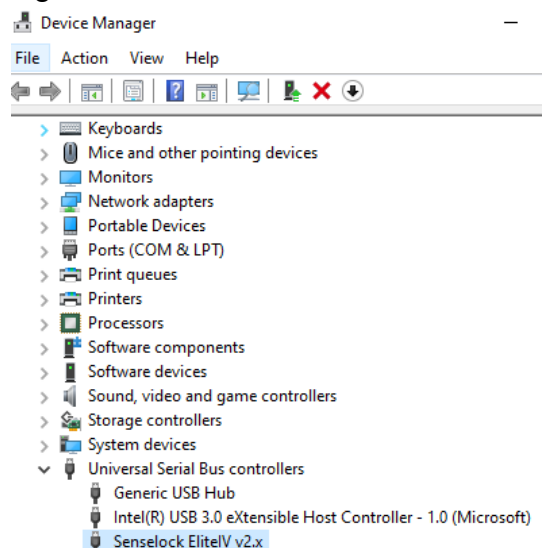 Device Manager
File Action View Help
Keyboards
Mice and other pointing devices
Monitors
Network adapters
Portable Devices
Ports (COM & LPT)
Print queues
Printers
Processors
Software components
Software devices
Sound, video and game controllers
Storage controllers
System devices
Universal Serial Bus controllers
Generic USB Hub
Intel(R) USB 3.0 eXtensible Host Controller - 1.0 (Microsoft)
Senselock EliteIV v2.x